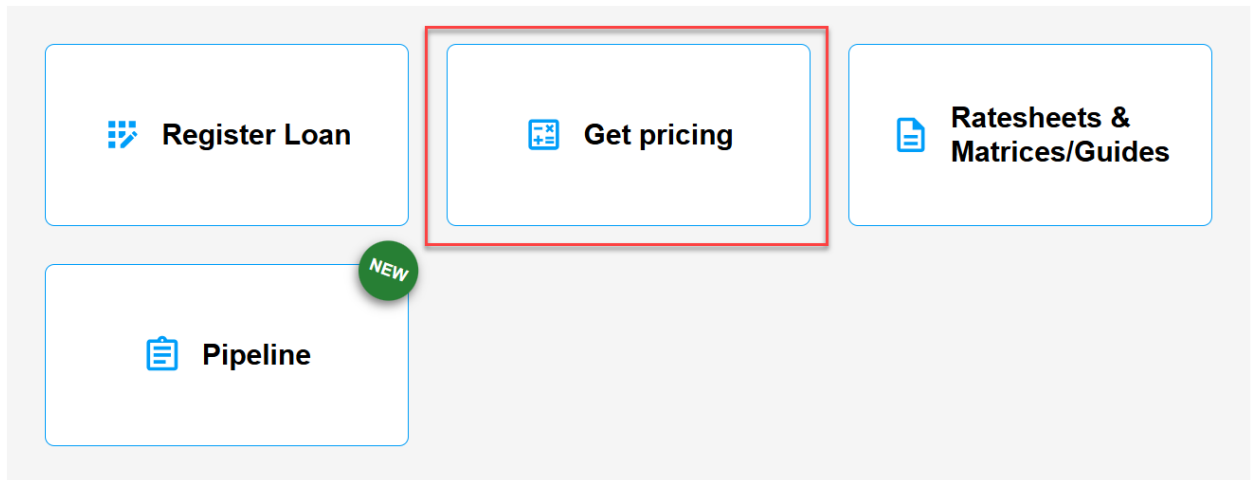 Register Loan
Get pricing
Ratesheets &
Matrices/Guides
NEW
Pipeline